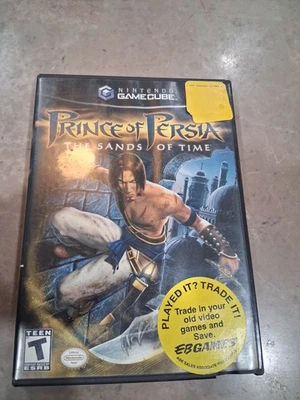 NINTENDO
GAMECUBE
PRINCE OF PERSIA
THE SANDS OF TIME
PLAYED IT? TRADE IT!
Trade in your
old video
games and
Save.
EB GAMES
TEEN
T
ESRB